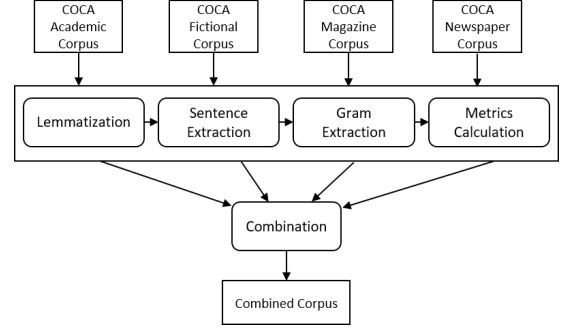 COCA
Academic
Corpus
COCA
Fictional
Corpus
COCA
Magazine
Corpus
COCA
Newspaper
Corpus
Lemmatization
Sentence
Extraction
Gram
Extraction
Metrics
Calculation
Combination
Combined Corpus